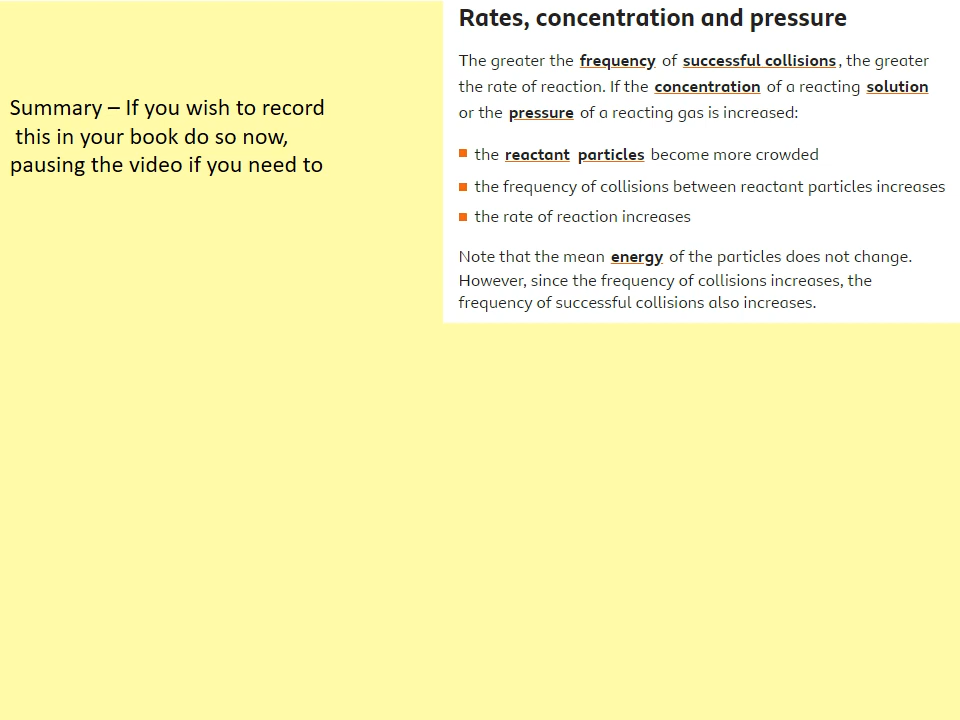 Summary – If you wish to record
this in your book do so now,
pausing the video if you need to
Rates, concentration and pressure
The greater the frequency of successful collisions, the greater
the rate of reaction. If the concentration of a reacting solution
or the pressure of a reacting gas is increased:
the reactant particles become more crowded
the frequency of collisions between reactant particles increases
the rate of reaction increases
Note that the mean energy of the particles does not change.
However, since the frequency of collisions increases, the
frequency of successful collisions also increases.